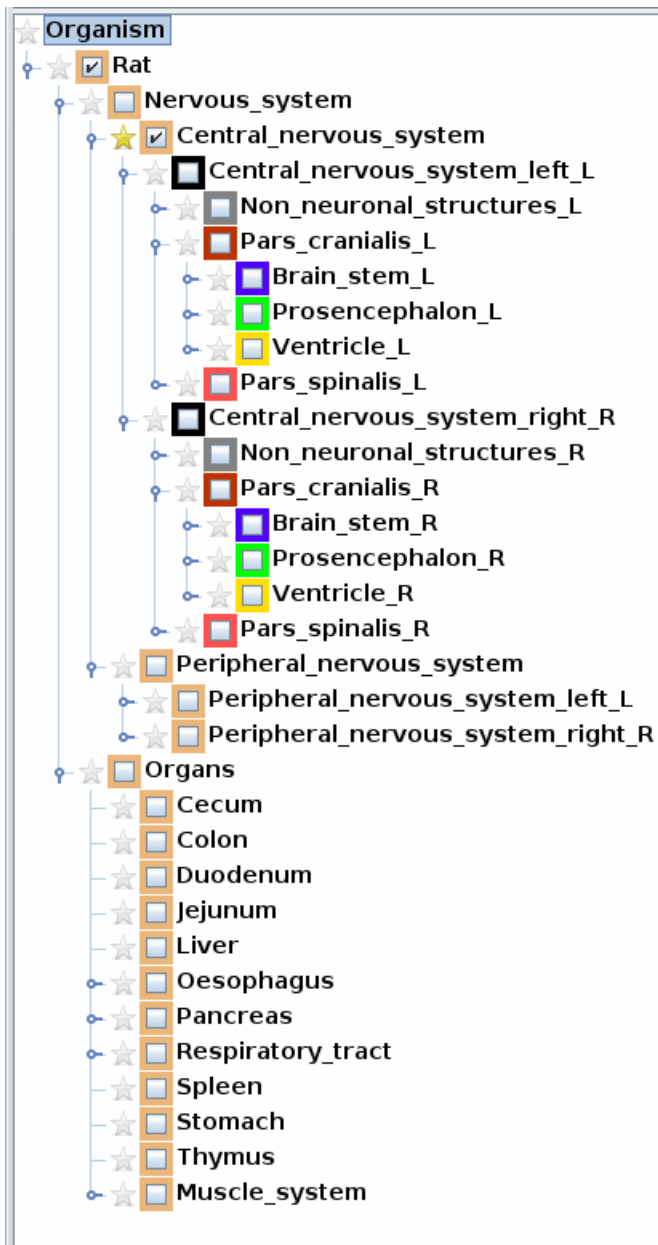 Organism
Rat
Nervous_system
Central_nervous_system
Central_nervous_system_left_L
Non_neuronal_structures_L
Pars_cranialis_L
Brain_stem_L
Prosencephalon_L
Ventricle_L
Pars_spinalis_L
Central_nervous_system_right_R
Non_neuronal_structures_R
Pars_cranialis_R
Brain_stem_R
Prosencephalon_R
Ventricle_R
Pars_spinalis_R
Peripheral_nervous_system
Peripheral_nervous_system_left_L
Peripheral_nervous_system_right_R
Organs
Cecum
Colon
Duodenum
Jejunum
Liver
Oesophagus
Pancreas
Respiratory_tract
Spleen
Stomach
Thymus
Muscle_system